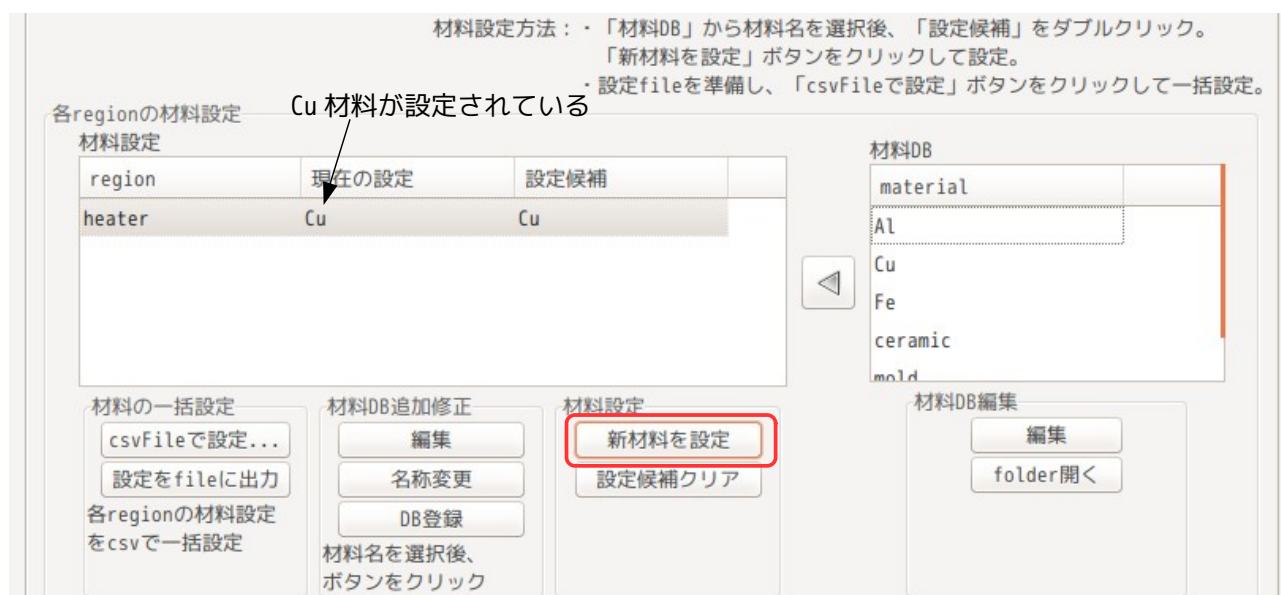 材料設定方法：・「材料DB」から材料名を選択後、「設定候補」をダブルクリック。
「新材料を設定」ボタンをクリックして設定。
・設定fileを準備し、「csvFileで設定」ボタンをクリックして一括設定。
各regionの材料設定
Cu 材料が設定されている
材料設定
region 現在の設定 設定候補
heater Cu Cu
材料DB
material
Al
Cu
Fe
ceramic
mold
材料の一括設定
csvFileで設定...
設定をfileに出力
各regionの材料設定
をcsvで一括設定
材料DB追加修正
編集
名称変更
DB登録
材料名を選択後、
ボタンをクリック
材料設定
新材料を設定
設定候補クリア
材料DB編集
編集
folder開く